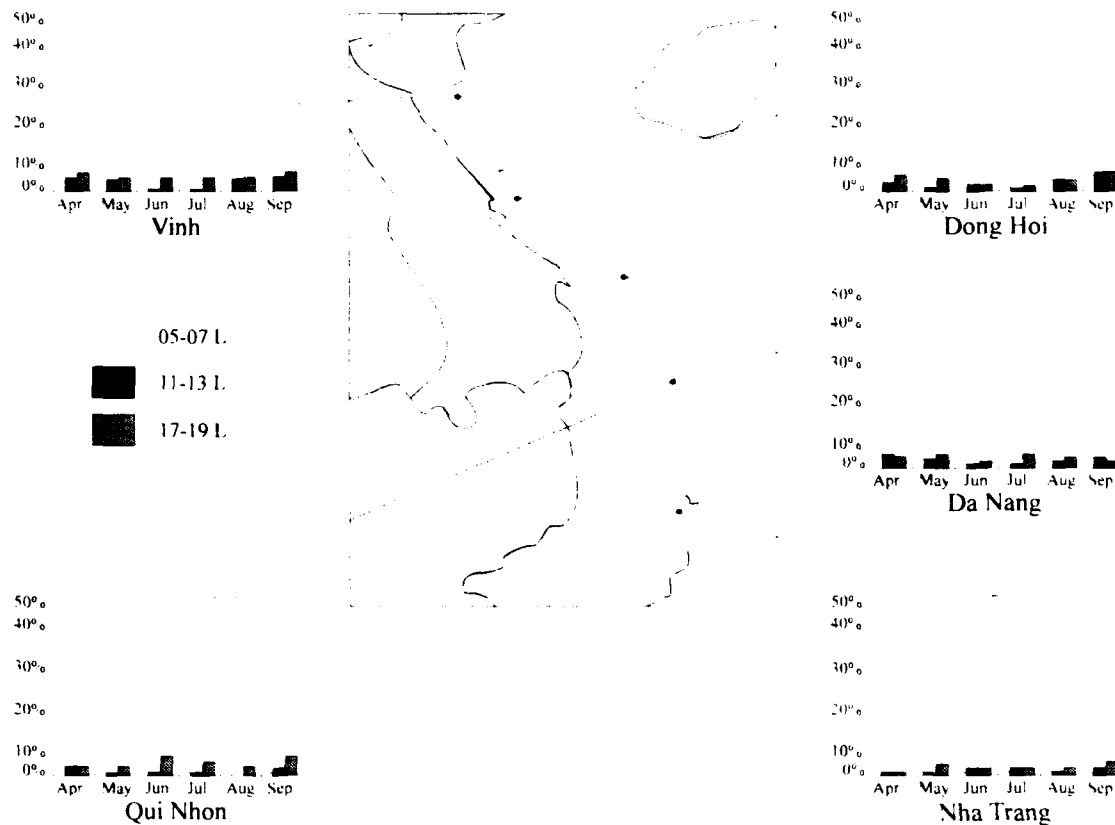 50%
40%
30%
20%
10%
0%
Apr May Jun Jul Aug Sep
Vinh
50%
40%
30%
20%
10%
0%
Apr May Jun Jul Aug Sep
Dong Hoi
05-07 L
11-13 L
17-19 L
50%
40%
30%
20%
10%
0%
Apr May Jun Jul Aug Sep
Da Nang
50%
40%
30%
20%
10%
0%
Apr May Jun Jul Aug Sep
Qui Nhon
50%
40%
30%
20%
10%
0%
Apr May Jun Jul Aug Sep
Nha Trang